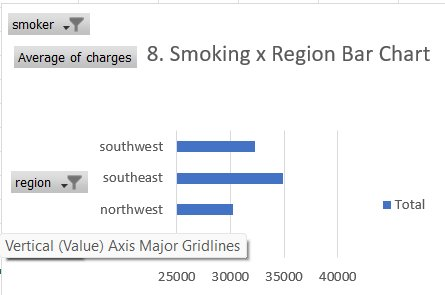 smoker
Average of charges
8. Smoking x Region Bar Chart
southwest
region
southeast
northwest
Total
Vertical (Value) Axis Major Gridlines
25000 30000 35000 40000